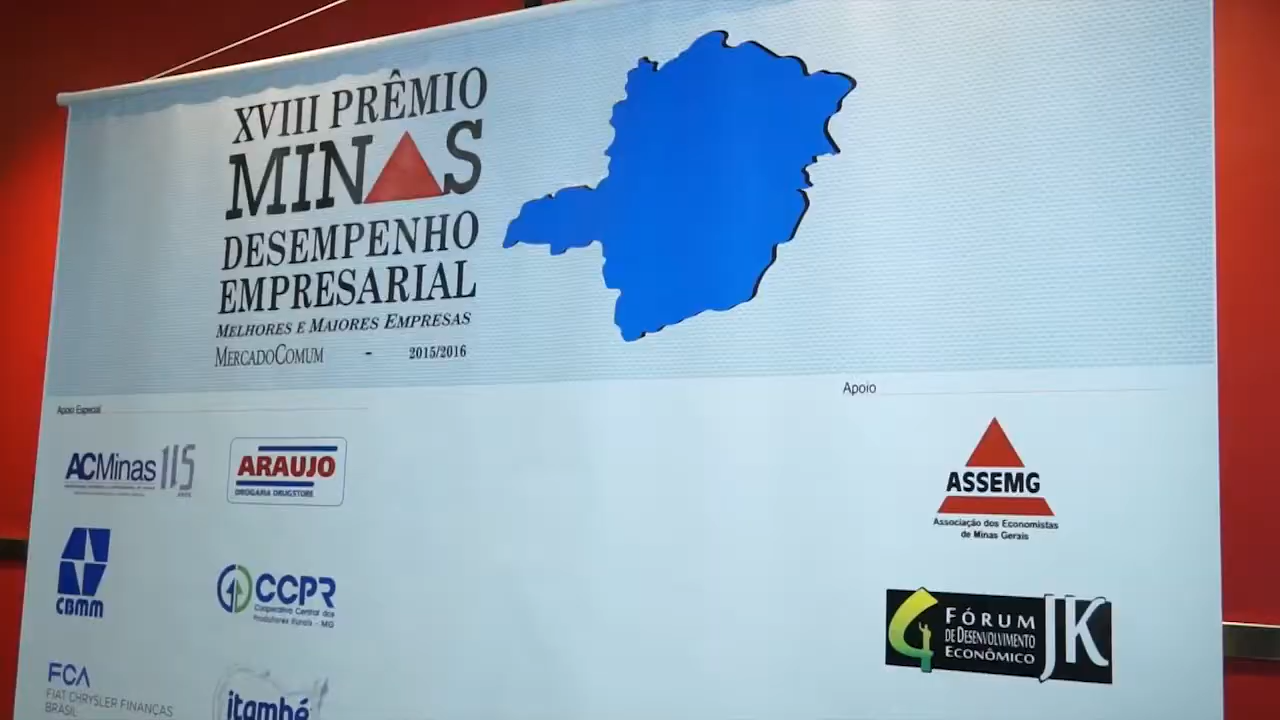 XVIII PRÊMIO
MINAS
DESEMPENHO
EMPRESARIAL
MELHORES E MAIORES EMPRESAS
MERCADOCOMUM - 2015/2016
Apoio Especial
Apoio
ACMinas 115
ANOS
ARAUJO
DROGARIA DRUGSTORE
ASSEMG
Associação dos Economistas
de Minas Gerais
CBMM
CCPR
Cooperativa Central dos
Produtores Rurais - MG
FÓRUM
DE DESENVOLVIMENTO
ECONÔMICO
JK
FCA
FIAT CHRYSLER FINANÇAS
BRASIL
itambé